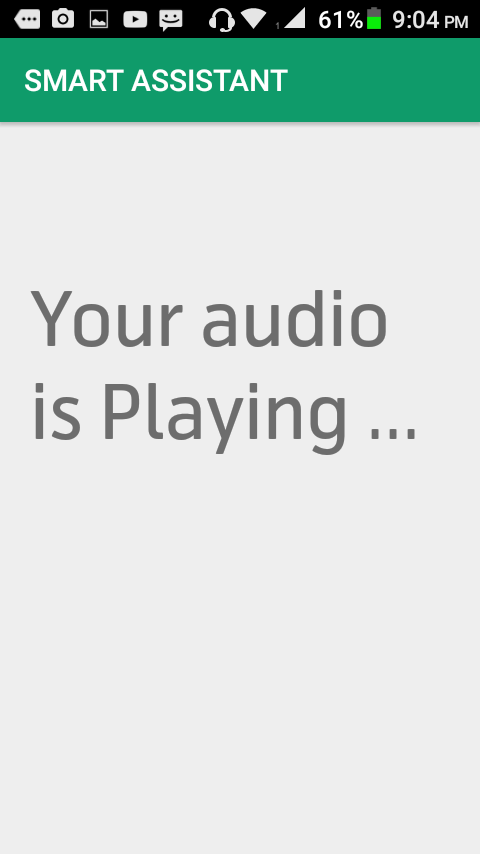 61% 9:04 PM
SMART ASSISTANT
Your audio
is Playing ...